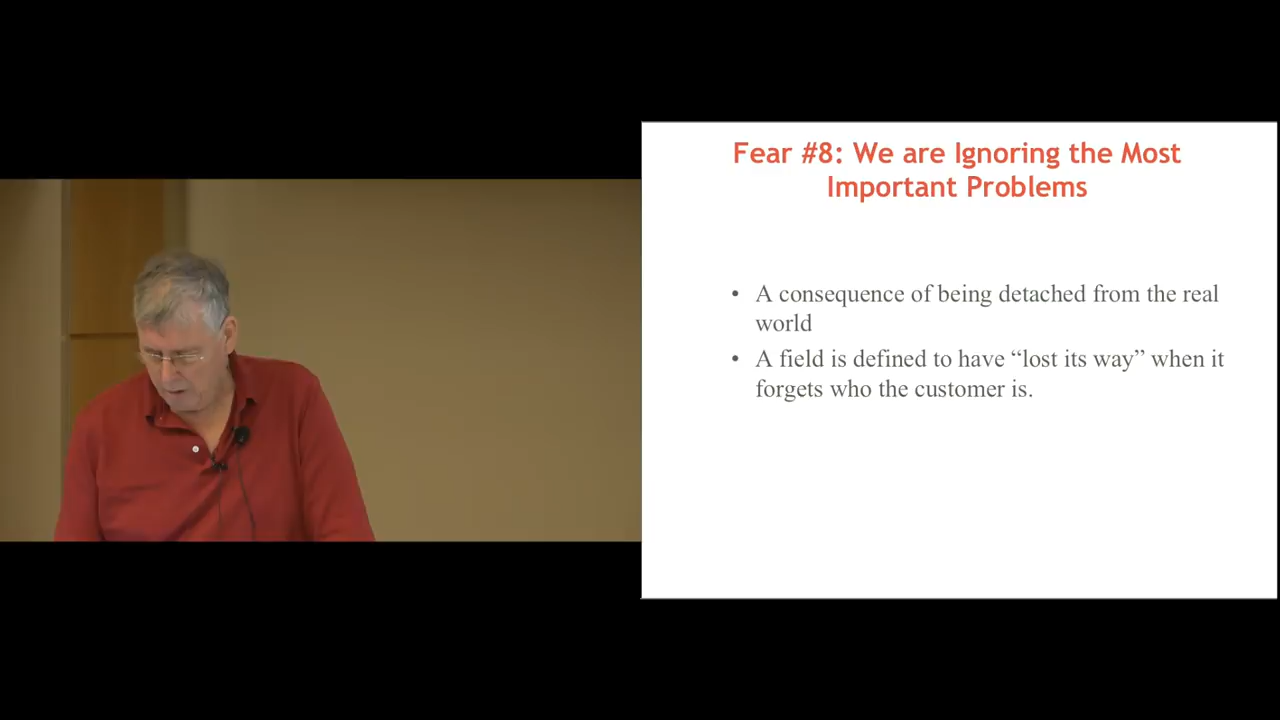 Fear #8: We are Ignoring the Most
Important Problems
• A consequence of being detached from the real
world
• A field is defined to have “lost its way” when it
forgets who the customer is.